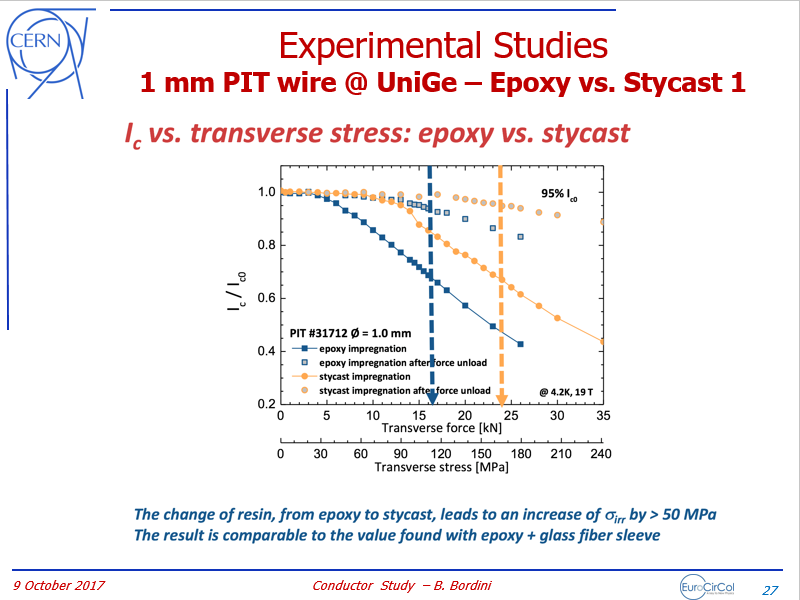 CERN
Experimental Studies
1 mm PIT wire @ UniGe – Epoxy vs. Stycast 1
Ic vs. transverse stress: epoxy vs. stycast
95% Ic0
1.0
0.8
0.6
0.4
0.2
Ic / Ic0
PIT #31712 Ø = 1.0 mm
epoxy impregnation
epoxy impregnation after force unload
stycast impregnation
stycast impregnation after force unload
@ 4.2K, 19 T
0 5 10 15 20 25 30 35
Transverse force [kN]
0 30 60 90 120 150 180 210 240
Transverse stress [MPa]
The change of resin, from epoxy to stycast, leads to an increase of σirr by > 50 MPa
The result is comparable to the value found with epoxy + glass fiber sleeve
9 October 2017
Conductor Study – B. Bordini
EuroCirCol
27